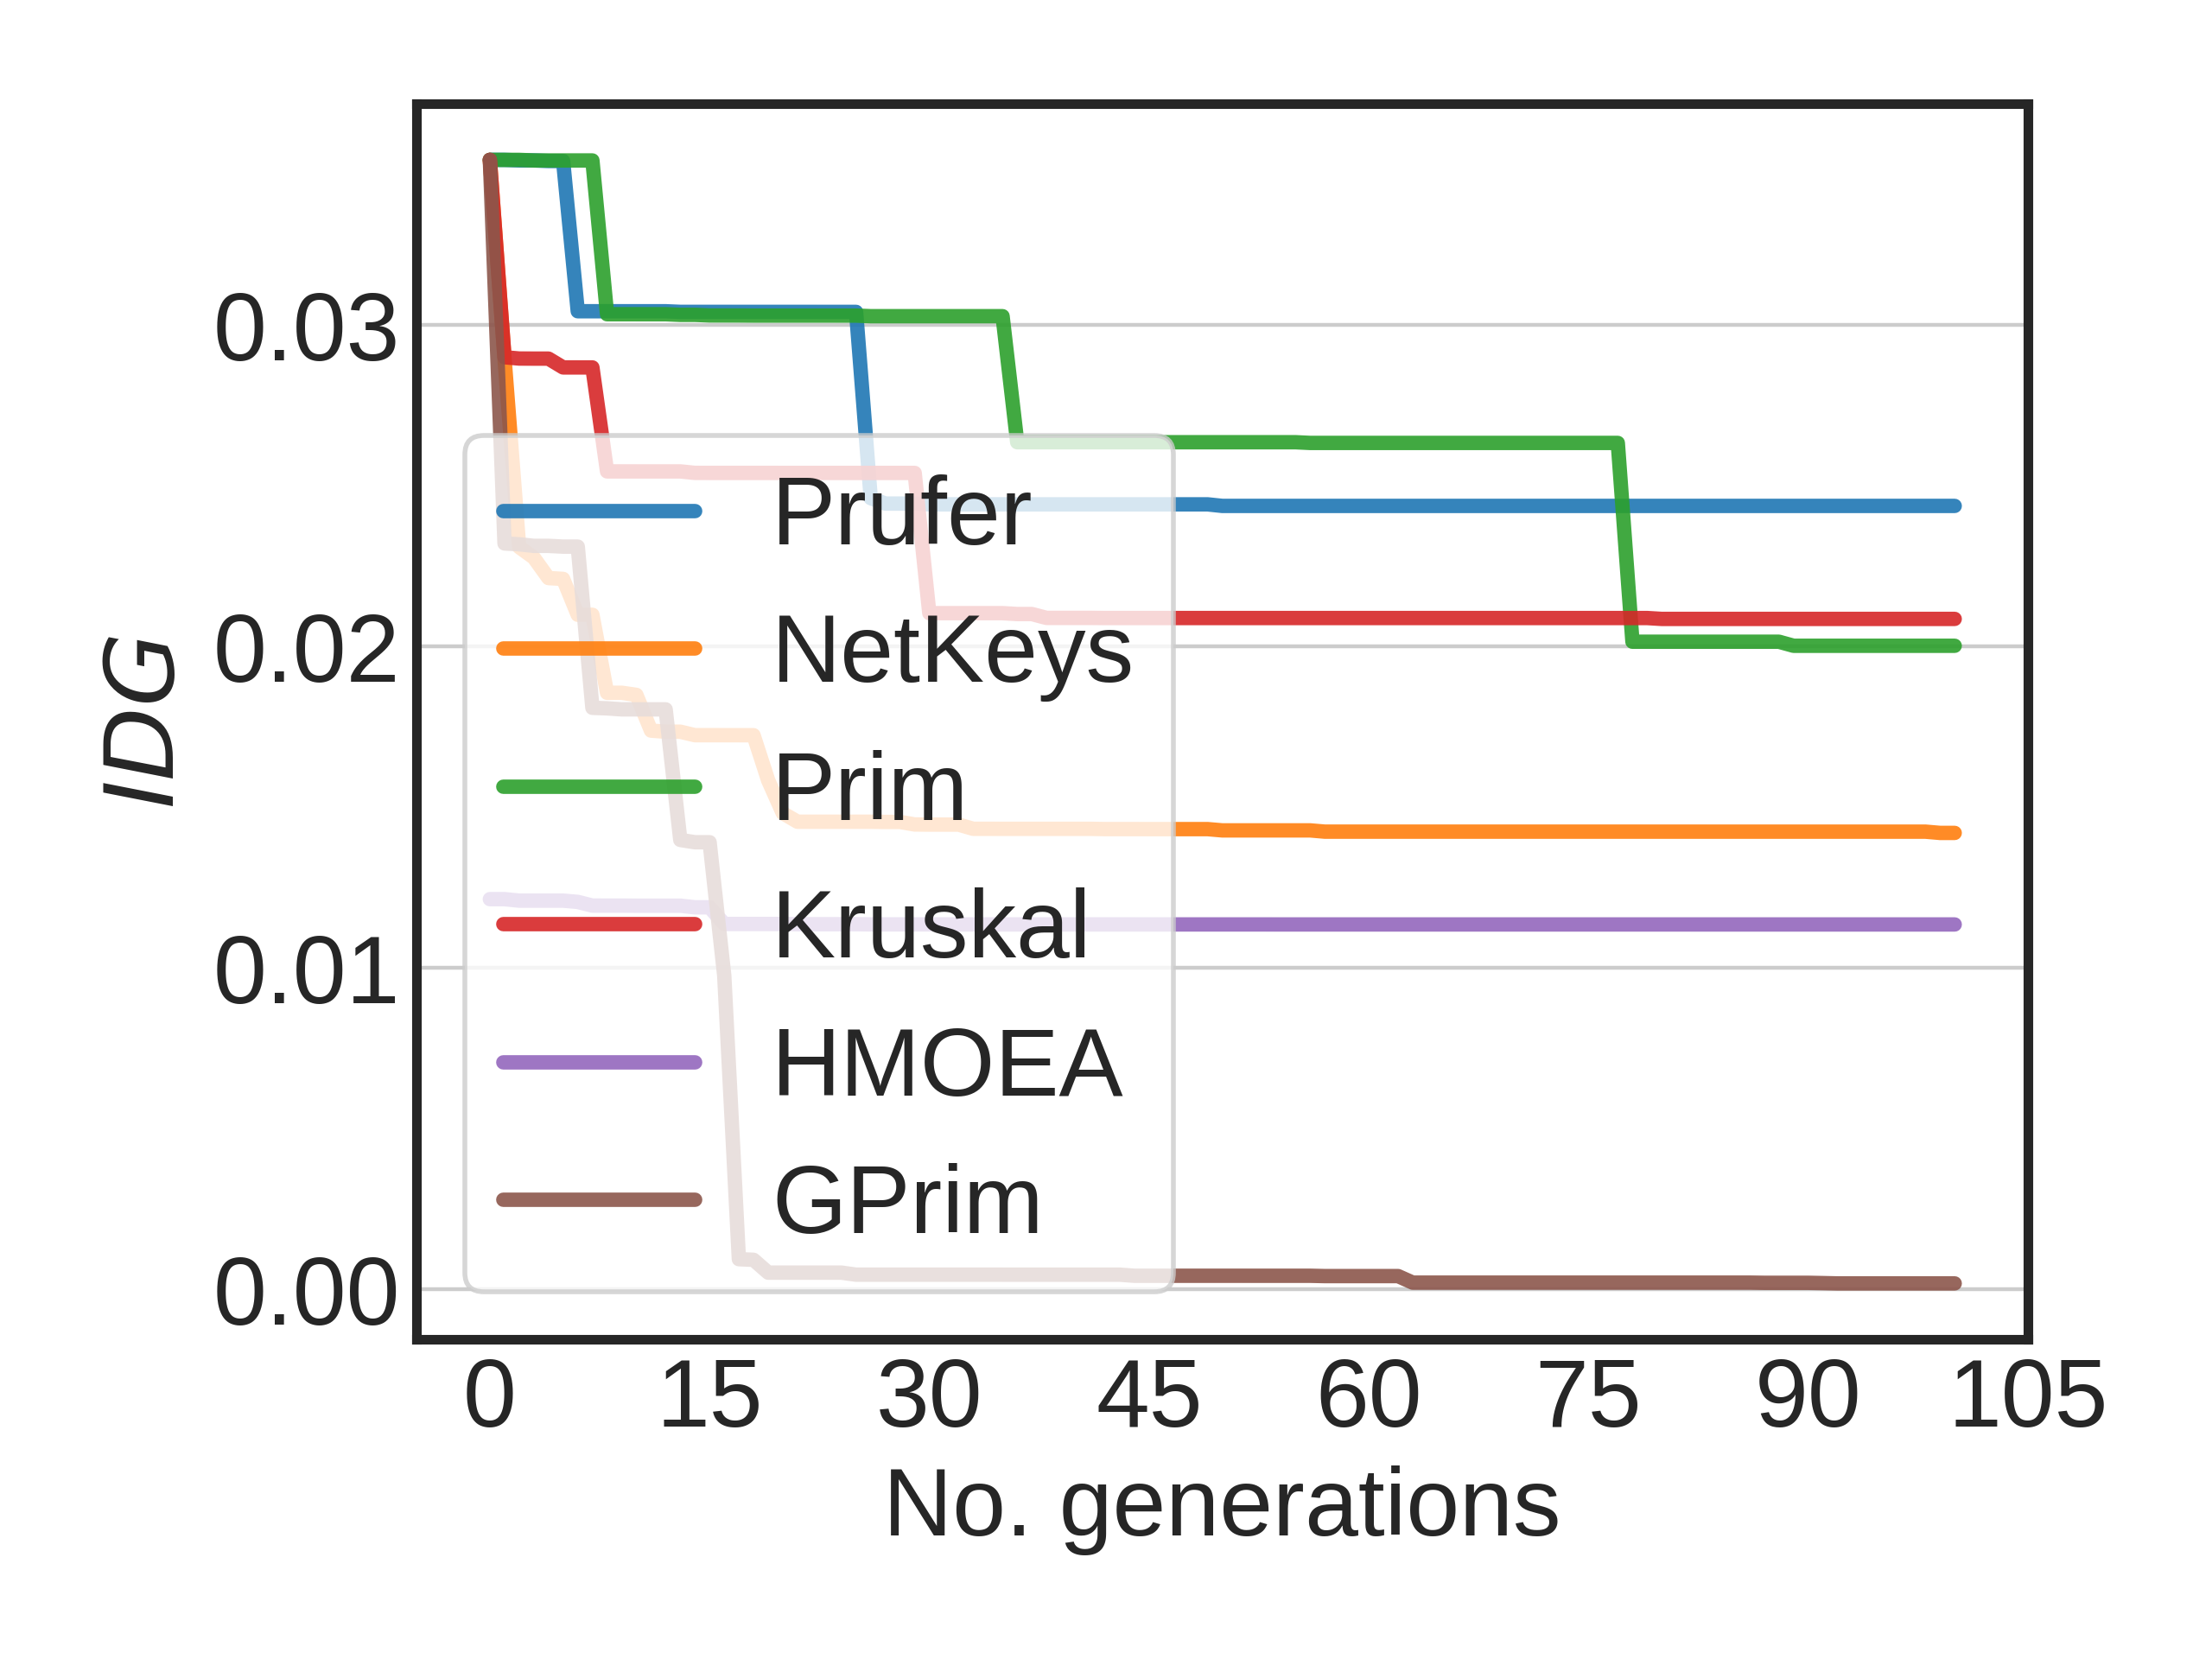 0.03
0.02
0.01
0.00
IDG
Prufer
NetKeys
Prim
Kruskal
HMOEA
GPrim
0 15 30 45 60 75 90 105
No. generations